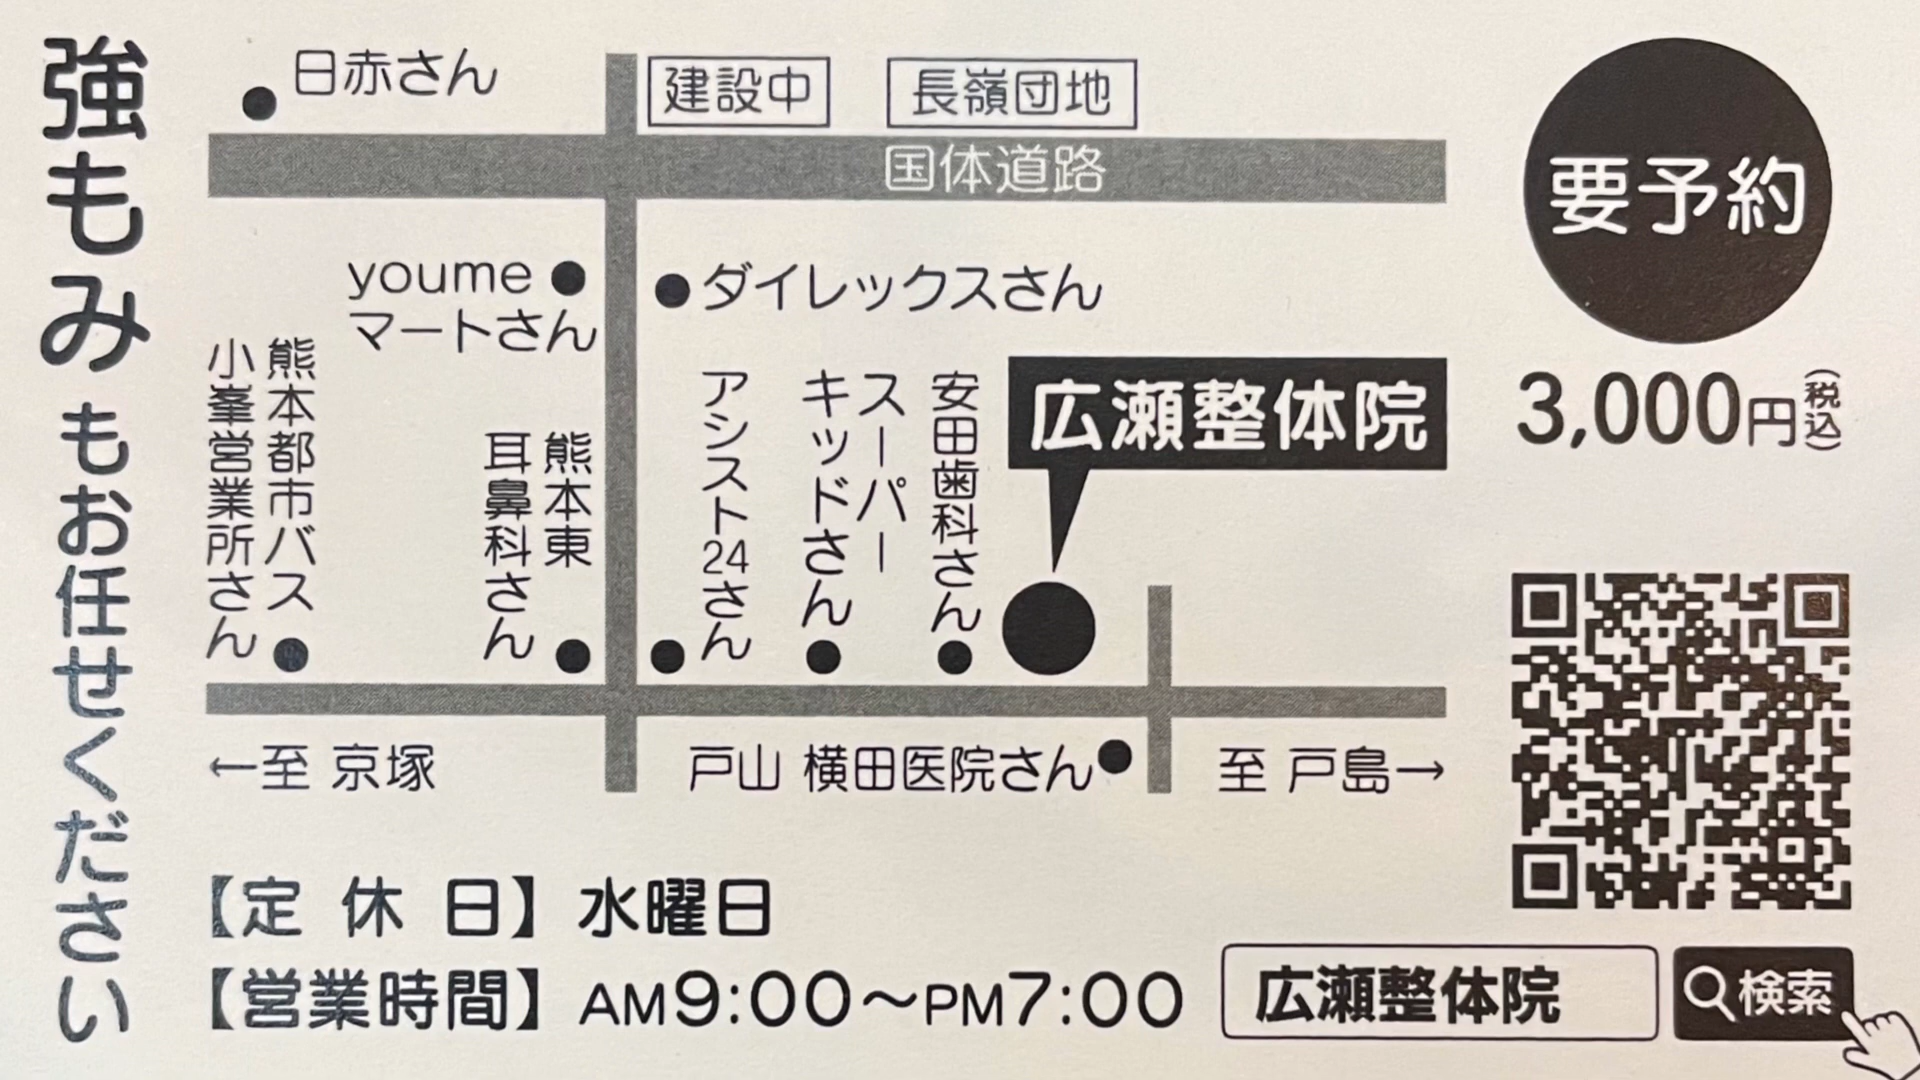 強もみもお任せください
日赤さん
建設中
長嶺団地
国体道路
youme
マートさん
ダイレックスさん
熊本都市バス
小峯営業所さん
熊本東
耳鼻科さん
アシスト24さん
スーパー
キッドさん
安田歯科さん
広瀬整体院
←至 京塚
戸山 横田医院さん
至 戸島→
【定休日】水曜日
【営業時間】AM9:00～PM7:00
要予約
3,000円(税込)
広瀬整体院
検索